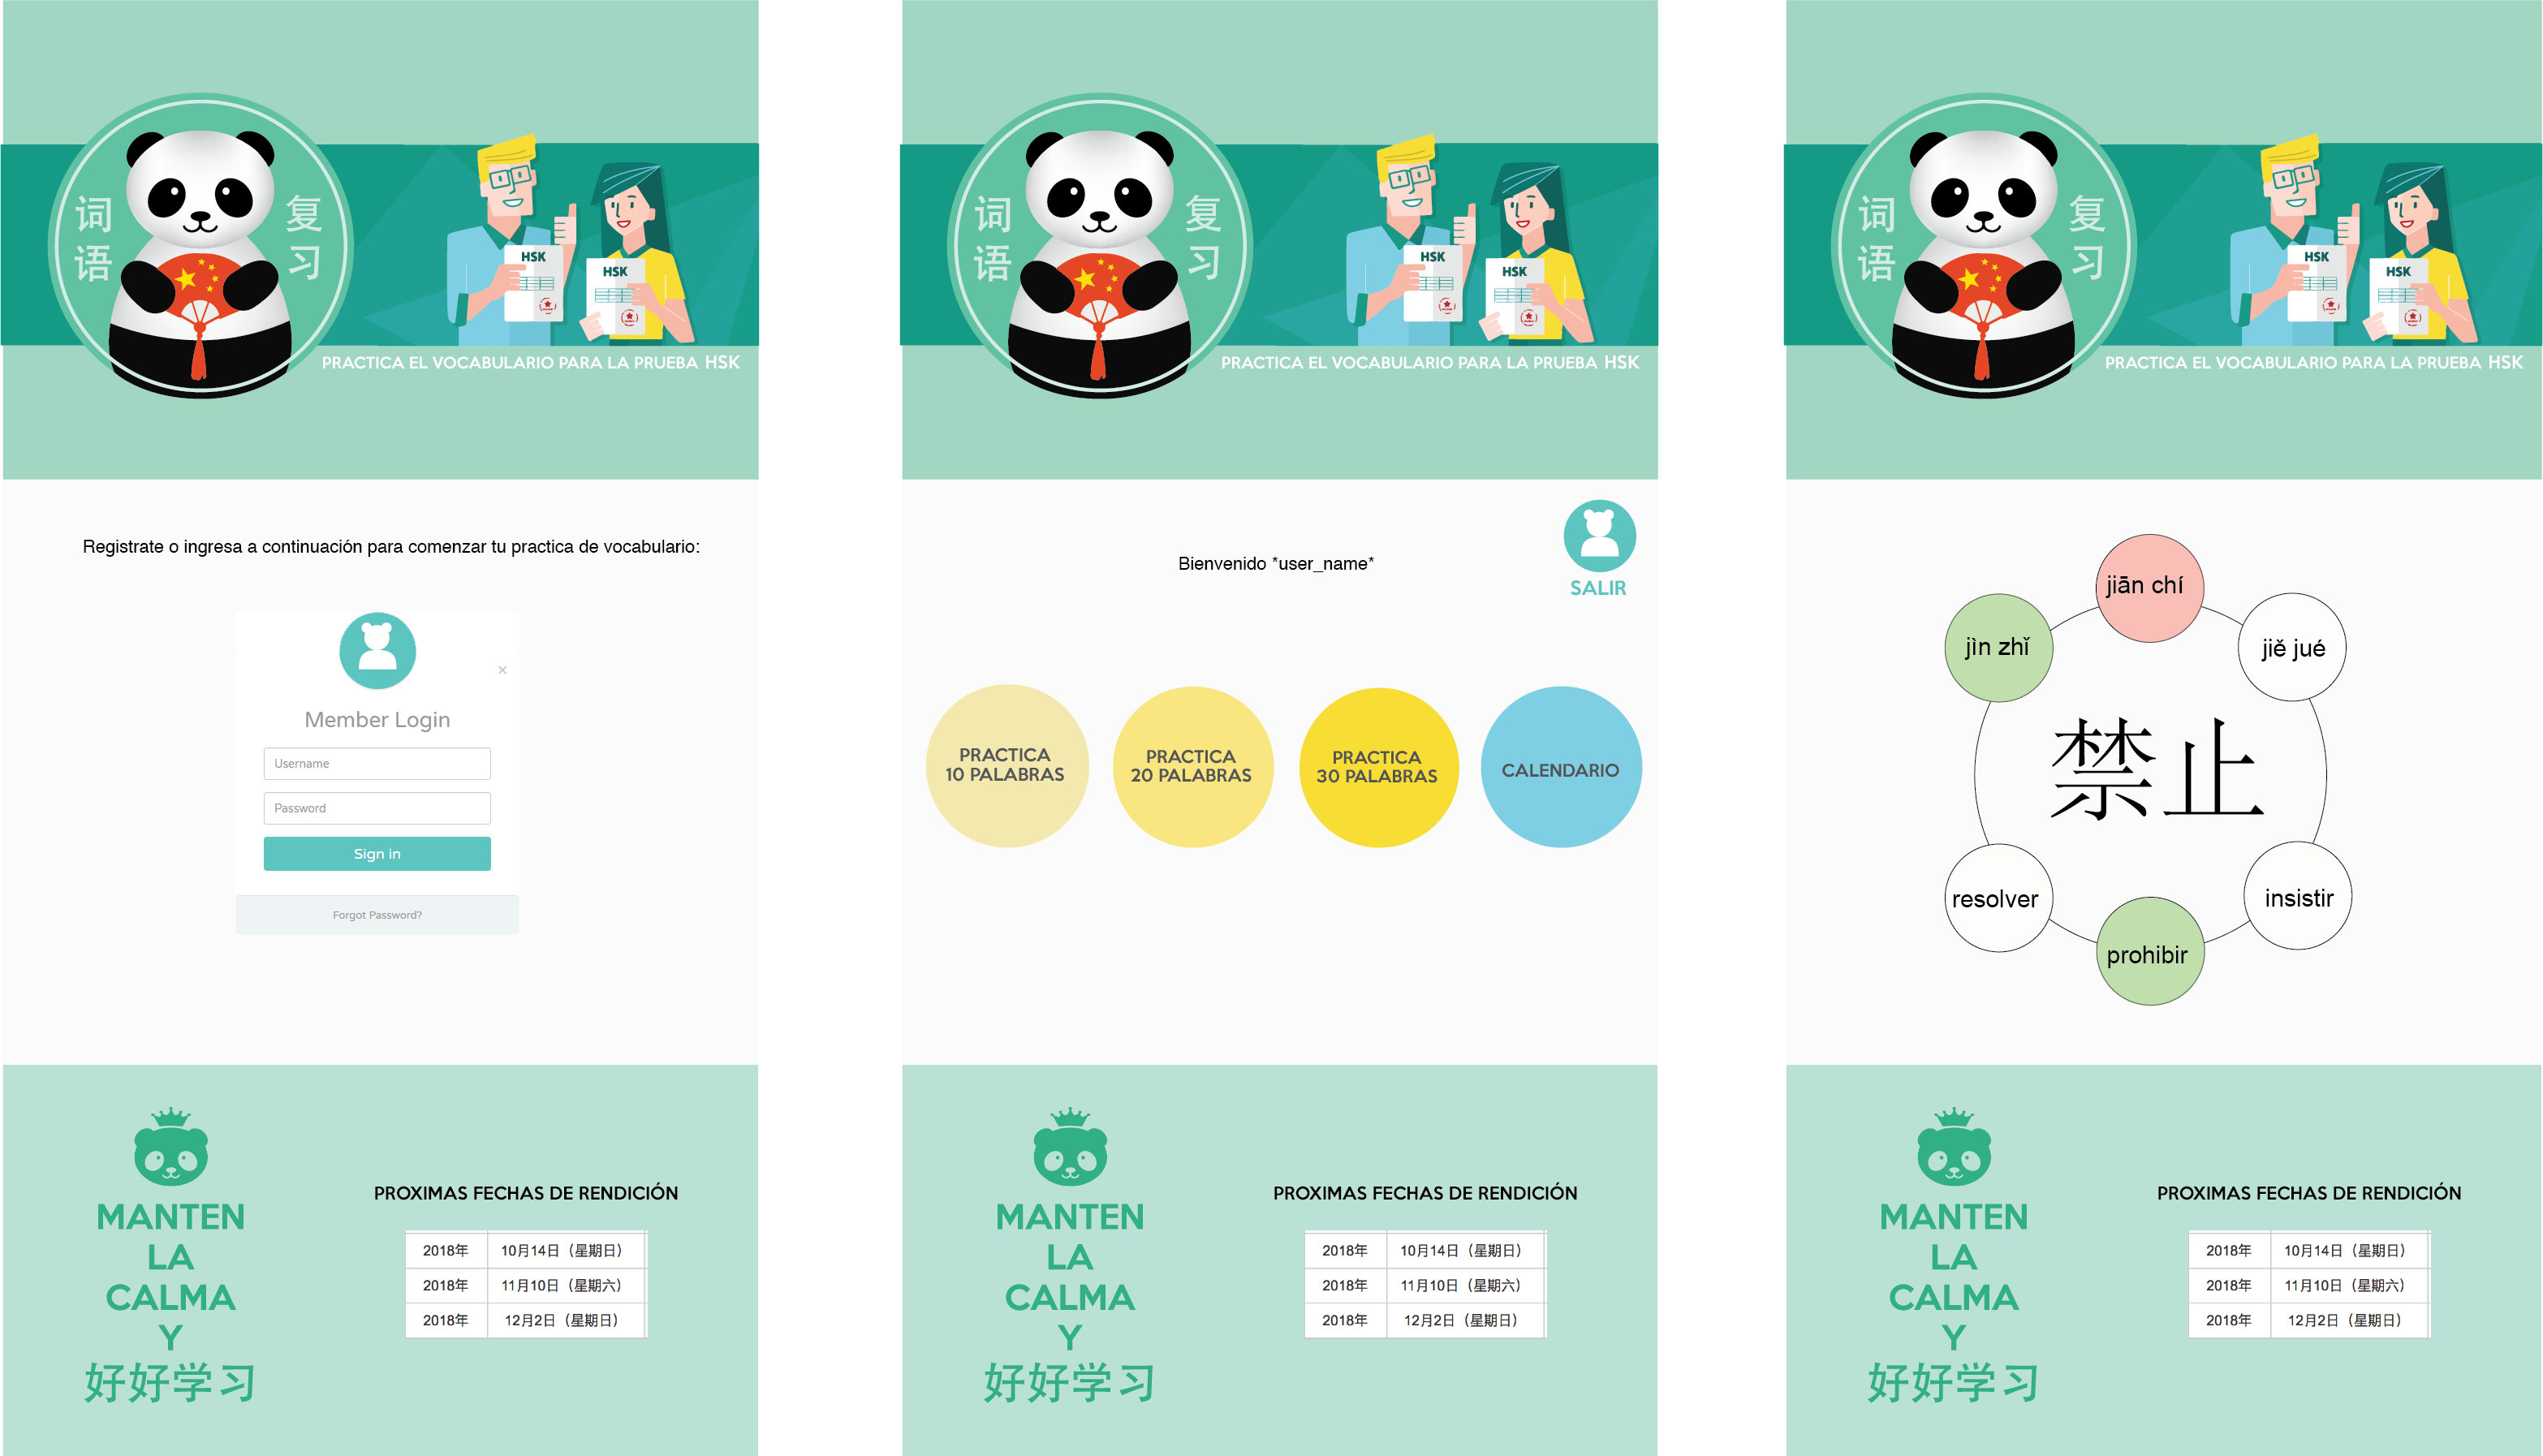 词语
复习
HSK
HSK
PRACTICA EL VOCABULARIO PARA LA PRUEBA HSK
Registrate o ingresa a continuación para comenzar tu practica de vocabulario:
×
Member Login
Username
Password
Sign in
Forgot Password?
MANTEN
LA
CALMA
Y
好好学习
PROXIMAS FECHAS DE RENDICIÓN
2018年 10月14日（星期日）
2018年 11月10日（星期六）
2018年 12月2日（星期日）
词语
复习
HSK
HSK
PRACTICA EL VOCABULARIO PARA LA PRUEBA HSK
Bienvenido *user_name*
SALIR
PRACTICA
10 PALABRAS
PRACTICA
20 PALABRAS
PRACTICA
30 PALABRAS
CALENDARIO
MANTEN
LA
CALMA
Y
好好学习
PROXIMAS FECHAS DE RENDICIÓN
2018年 10月14日（星期日）
2018年 11月10日（星期六）
2018年 12月2日（星期日）
词语
复习
HSK
HSK
PRACTICA EL VOCABULARIO PARA LA PRUEBA HSK
jiān chí
jìn zhǐ
jiě jué
禁止
resolver
insistir
prohibir
MANTEN
LA
CALMA
Y
好好学习
PROXIMAS FECHAS DE RENDICIÓN
2018年 10月14日（星期日）
2018年 11月10日（星期六）
2018年 12月2日（星期日）